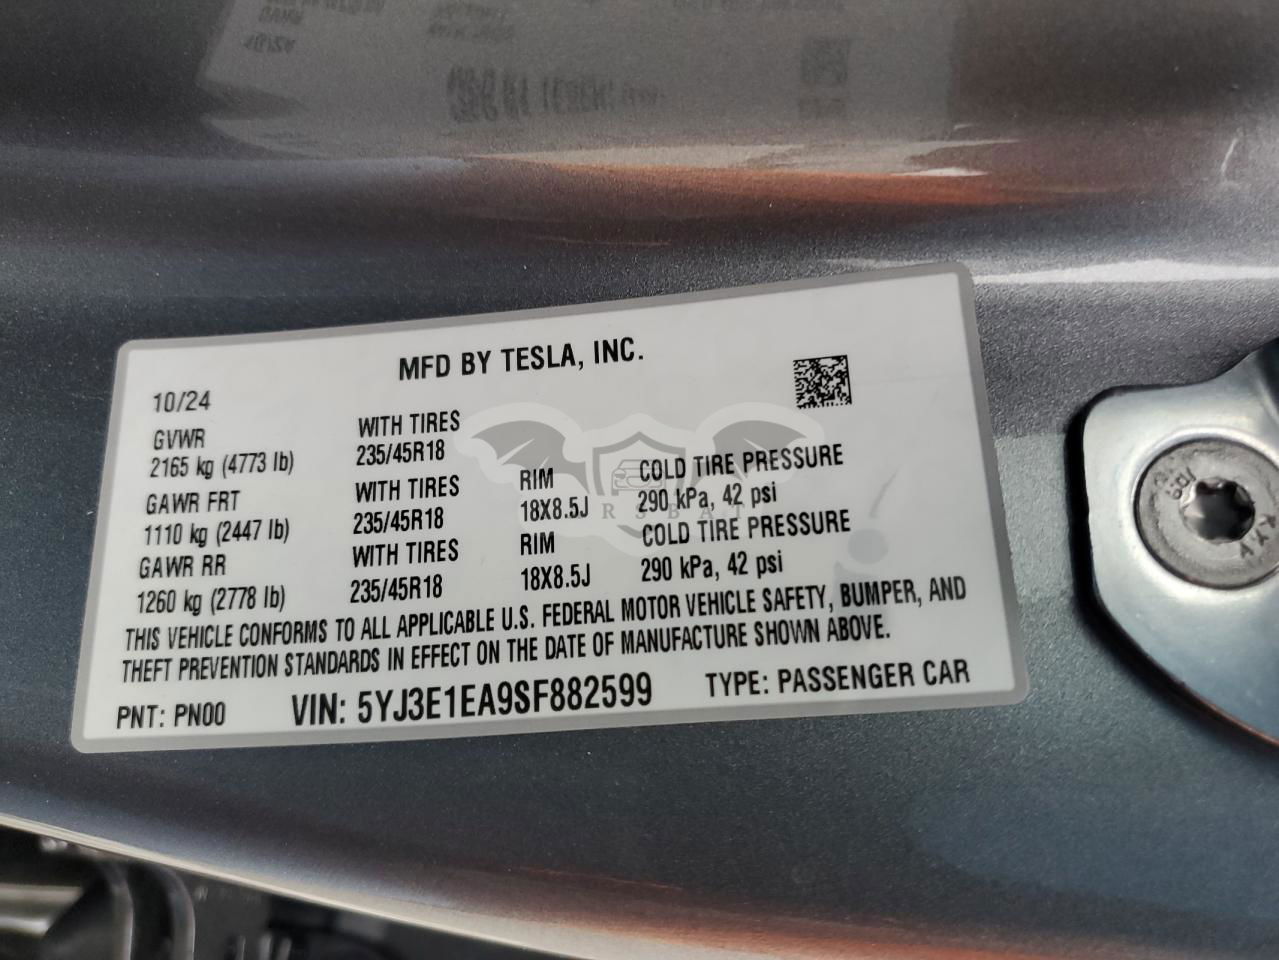 MFD BY TESLA, INC.
10/24
GVWR
2165 kg (4773 lb)
WITH TIRES
235/45R18
GAWR FRT
1110 kg (2447 lb)
WITH TIRES
235/45R18
RIM
18X8.5J
COLD TIRE PRESSURE
290 kPa, 42 psi
GAWR RR
1260 kg (2778 lb)
WITH TIRES
235/45R18
RIM
18X8.5J
COLD TIRE PRESSURE
290 kPa, 42 psi
THIS VEHICLE CONFORMS TO ALL APPLICABLE U.S. FEDERAL MOTOR VEHICLE SAFETY, BUMPER, AND
THEFT PREVENTION STANDARDS IN EFFECT ON THE DATE OF MANUFACTURE SHOWN ABOVE.
PNT: PN00
VIN: 5YJ3E1EA9SF882599
TYPE: PASSENGER CAR